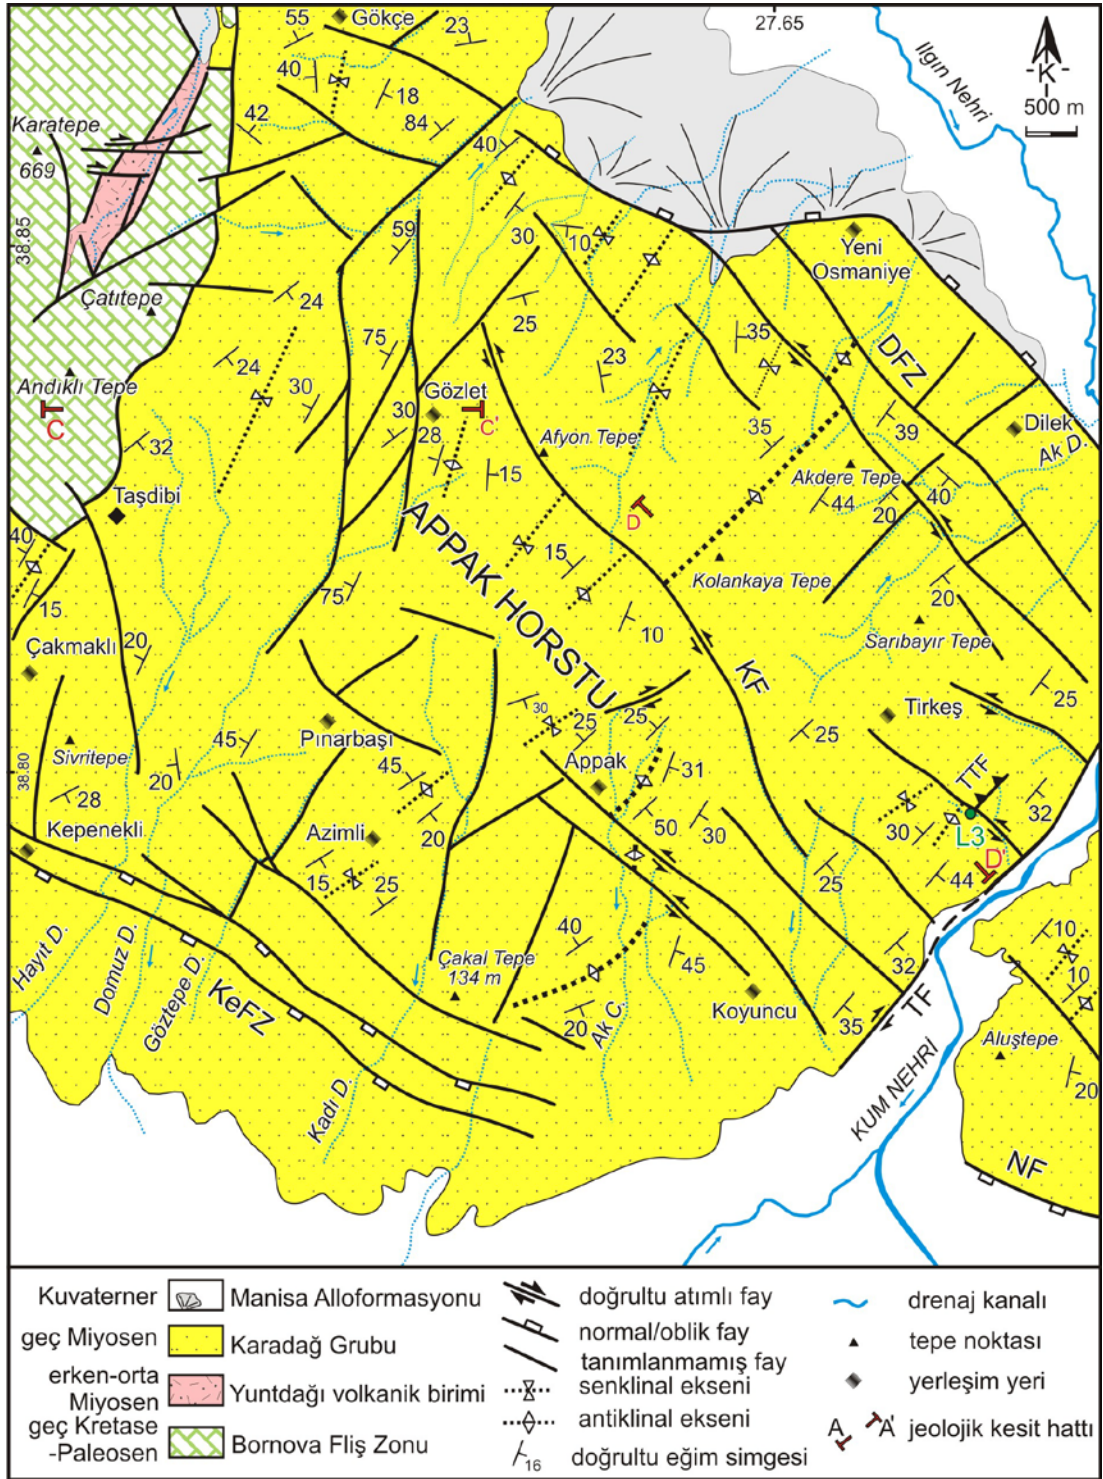 55
Gökçe
23
27.65
Ilgın Nehri
-K-
500 m
40
18
42
84
40
Karatepe
669
59
30
10
Yeni
Osmaniye
38.85
Çatıtepe
24
25
35
75
23
DFZ
24
30
Andıklı Tepe
C
Gözlet
30
C'
28
Afyon Tepe
35
39
Dilek
Ak D.
32
15
Akdere Tepe
44
40
20
Taşdibi
D
APPAK HORSTU
40
15
Kolankaya Tepe
15
75
20
10
Sarıbayır Tepe
Çakmaklı
20
KF
25
30
25
25
Tirkeş
25
Pınarbaşı
45
Sivritepe
38.80
20
45
Appak
31
TTF
28
32
Kepenekli
Azimli
20
50
30
30
L3
D'
15
25
25
44
40
10
Hayıt D.
Domuz D.
Göztepe D.
KeFZ
Çakal Tepe
134 m
45
32
10
Koyuncu
20
Ak C.
35
TF
Aluştepe
20
KUM NEHRİ
Kadı D.
NF
Kuvaterner
Manisa Alloformasyonu
geç Miyosen
Karadağ Grubu
erken-orta
Miyosen
Yuntdağı volkanik birimi
geç Kretase
-Paleosen
Bornova Fliş Zonu
doğrultu atımlı fay
normal/oblik fay
tanımlanmamış fay
senklinal ekseni
antiklinal ekseni
16
doğrultu eğim simgesi
drenaj kanalı
tepe noktası
yerleşim yeri
A A' jeolojik kesit hattı